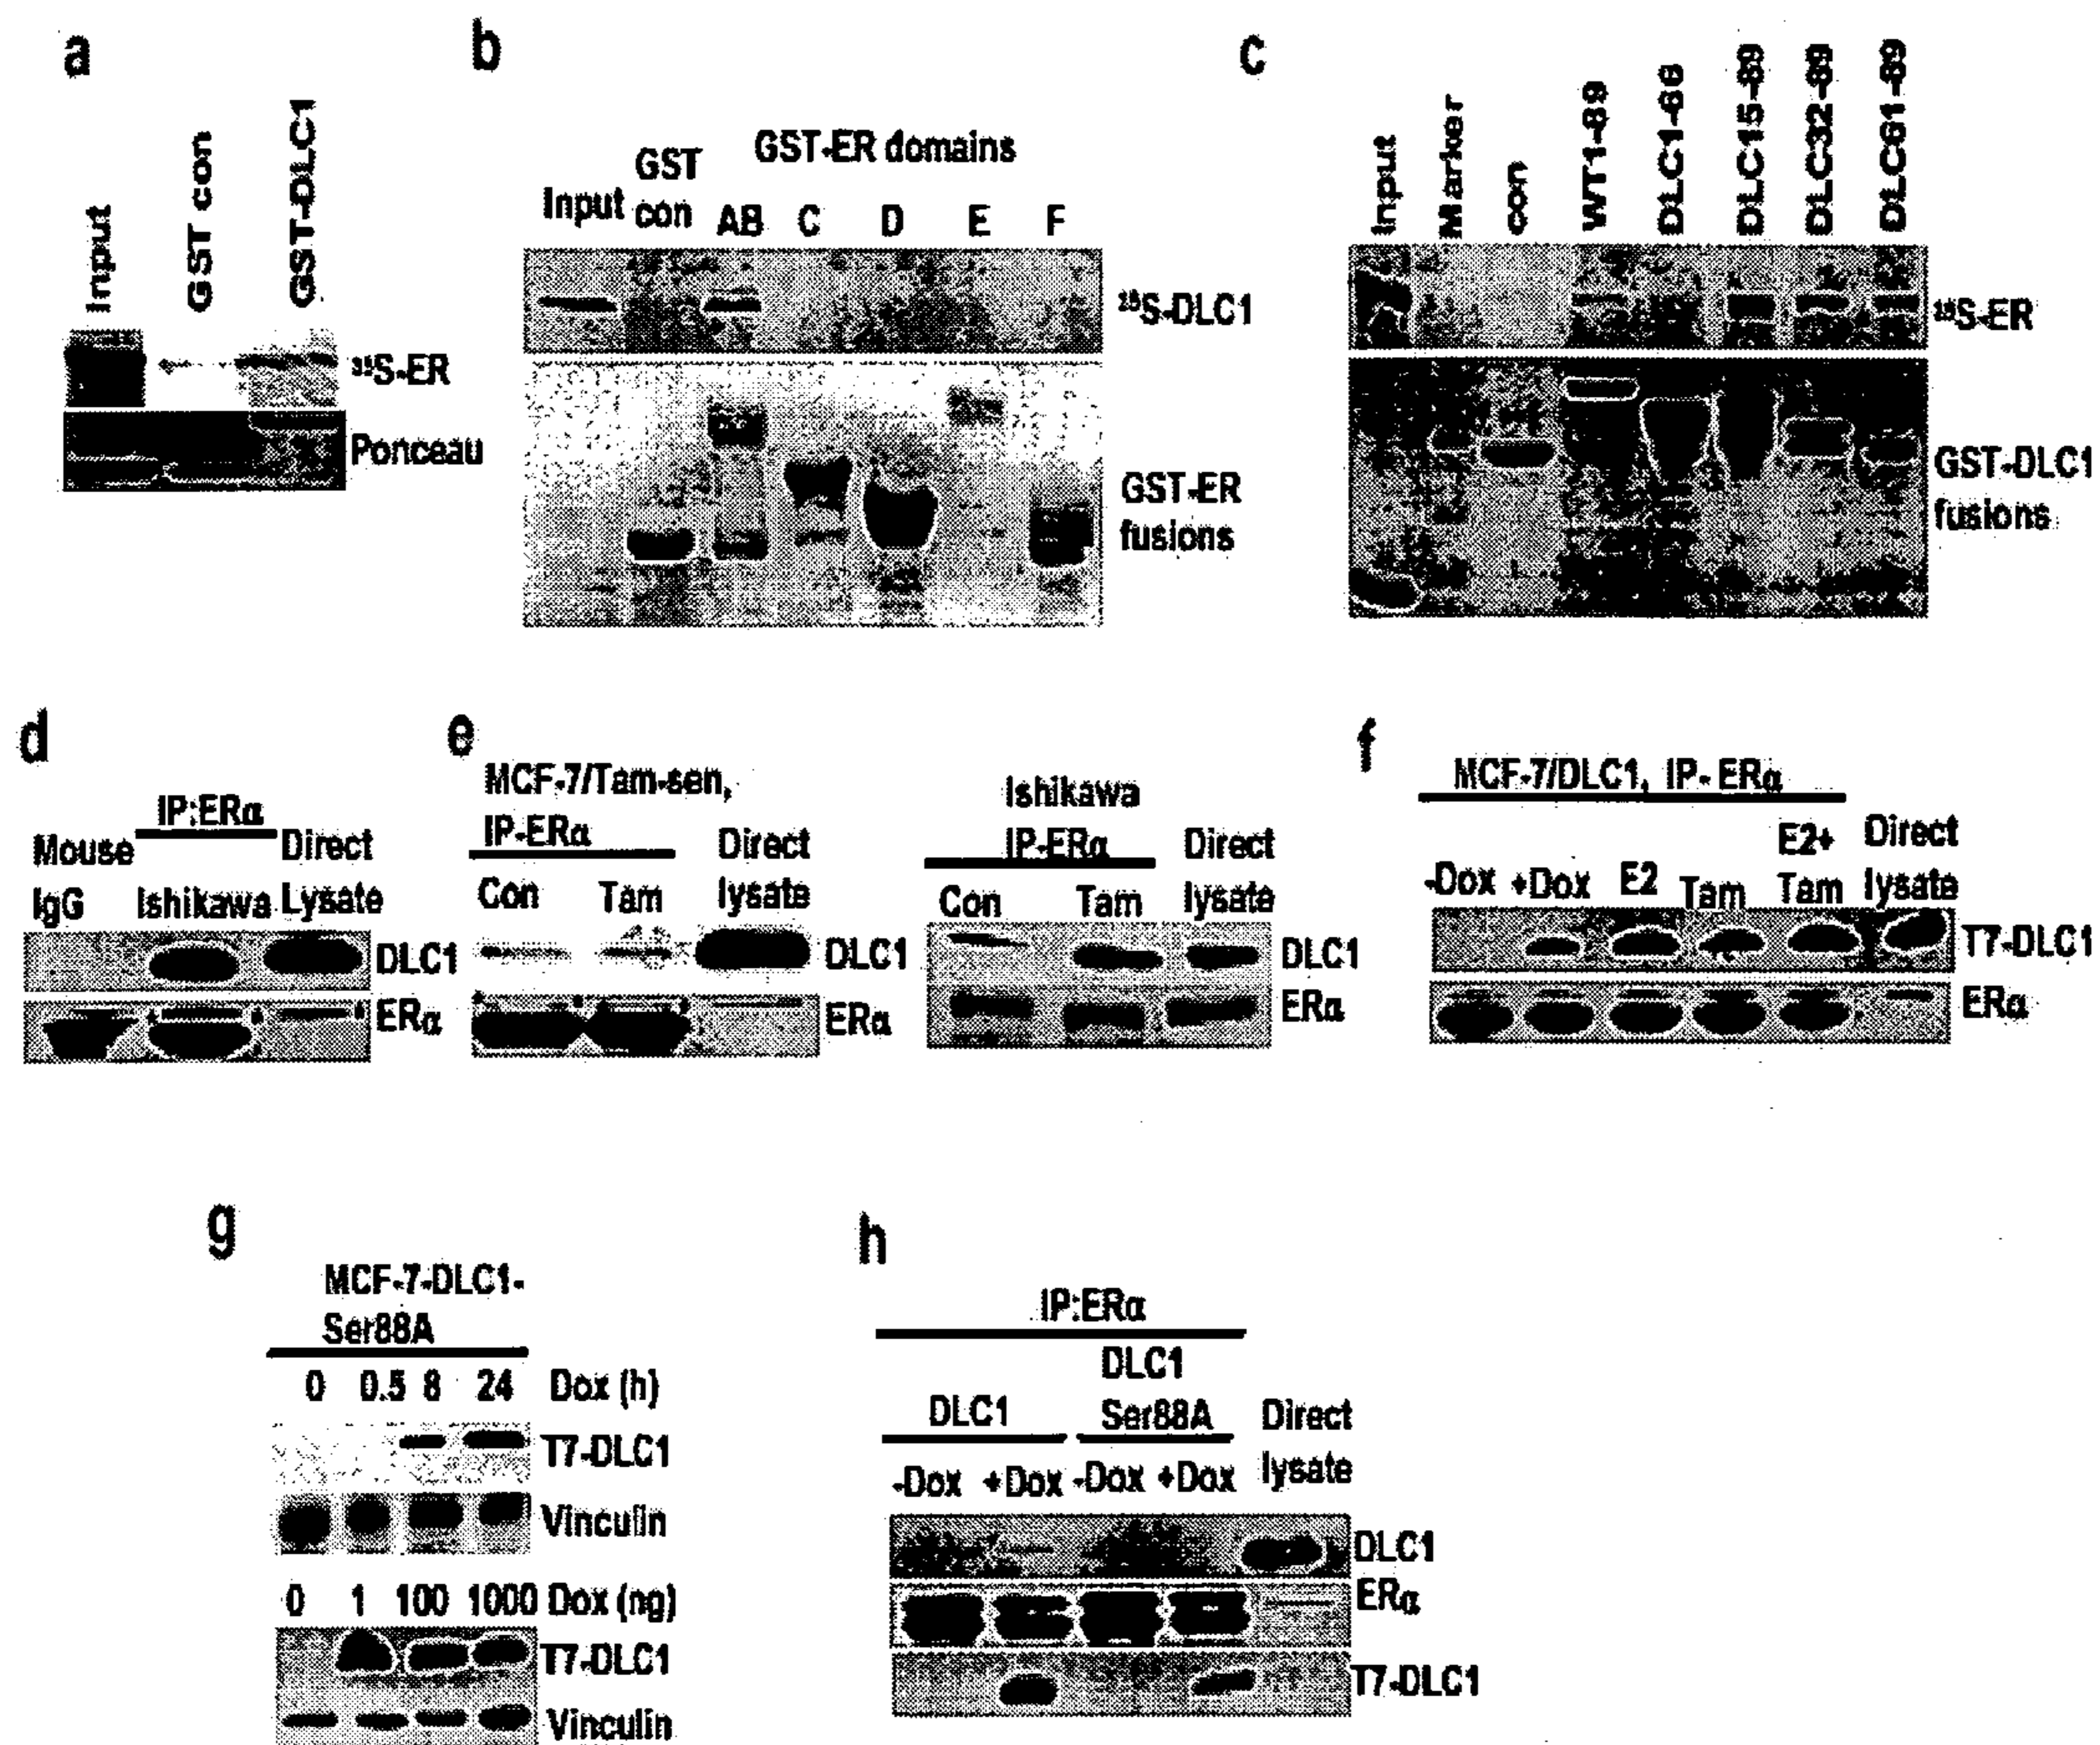 a
Input
GST con
GST-DLC1
³⁵S-ER
Ponceau
b
GST-ER domains
Input
GST
con
AB C D E F
³⁵S-DLC1
GST-ER
fusions
c
Input
Marker
con
WT1-89
DLC1-66
DLC15-89
DLC32-89
DLC61-89
³⁵S-ER
GST-DLC1
fusions
d
IP:ERα
Mouse
IgG
Ishikawa
Direct
Lysate
DLC1
ERα
e
MCF-7/Tam-sen,
IP-ERα
Con Tam
Direct
lysate
DLC1
ERα
Ishikawa
IP-ERα
Con Tam
Direct
lysate
DLC1
ERα
f
MCF-7/DLC1, IP- ERα
-Dox +Dox E2 Tam
E2+
Tam
Direct
lysate
T7-DLC1
ERα
g
MCF-7-DLC1-
Ser88A
0 0.5 8 24 Dox (h)
T7-DLC1
Vinculin
0 1 100 1000 Dox (ng)
T7-DLC1
Vinculin
h
IP:ERα
DLC1
DLC1
Ser88A
-Dox +Dox -Dox +Dox
Direct
lysate
DLC1
ERα
T7-DLC1